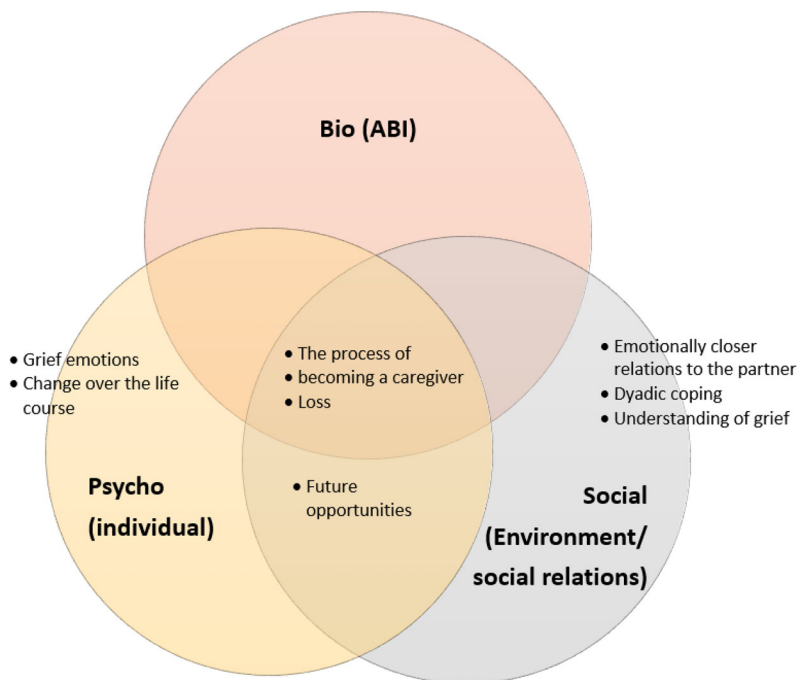 Bio (ABI)
• Grief emotions
• Change over the life
course
• The process of
• becoming a caregiver
• Loss
• Emotionally closer
relations to the partner
• Dyadic coping
• Understanding of grief
Psycho
(individual)
• Future
opportunities
Social
(Environment/
social relations)